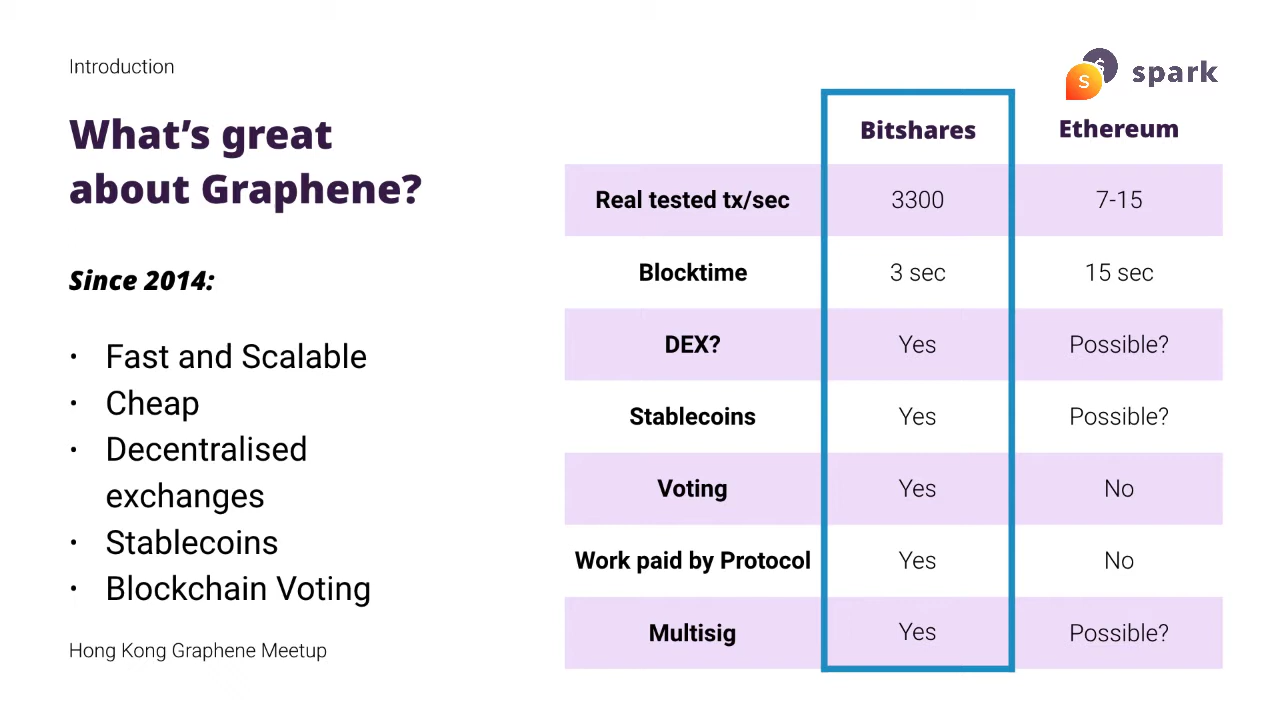 Introduction
What's great
about Graphene?
Since 2014:
• Fast and Scalable
• Cheap
• Decentralised
exchanges
• Stablecoins
• Blockchain Voting
Hong Kong Graphene Meetup
$
S
spark
Bitshares Ethereum
Real tested tx/sec 3300 7-15
Blocktime 3 sec 15 sec
DEX? Yes Possible?
Stablecoins Yes Possible?
Voting Yes No
Work paid by Protocol Yes No
Multisig Yes Possible?